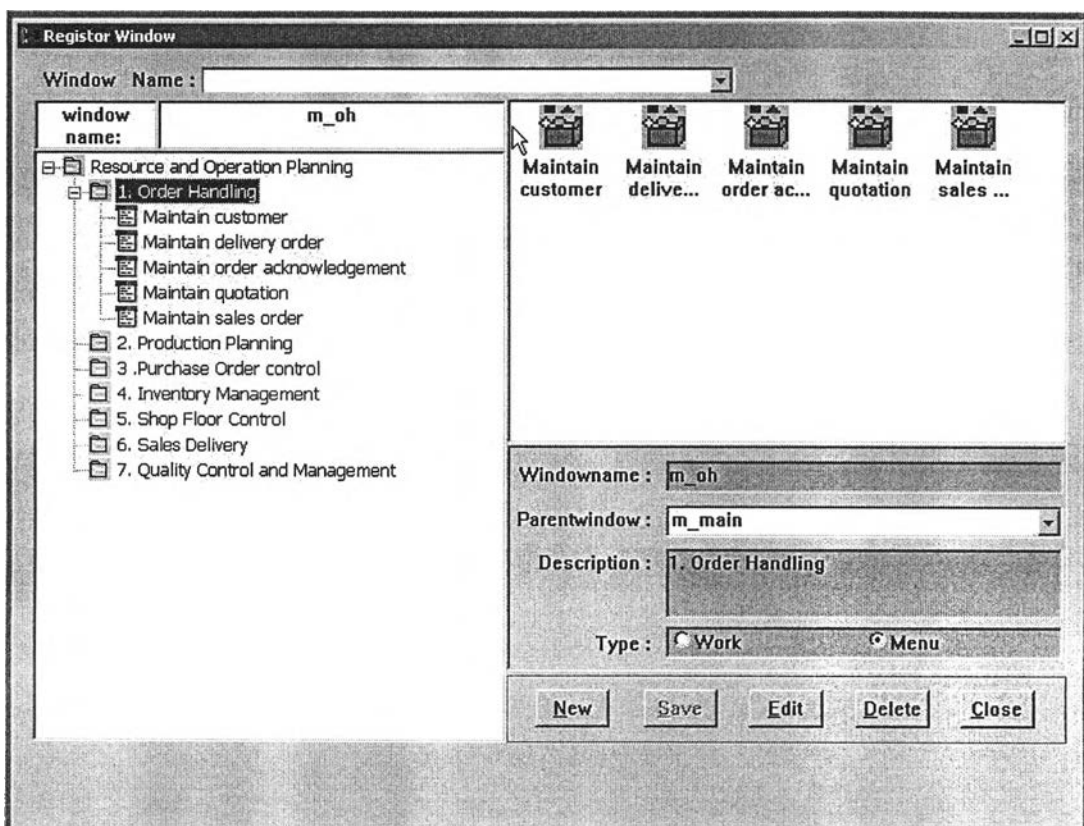 Registor Window
Window Name :
window name:
m_oh
Resource and Operation Planning
1. Order Handling
Maintain customer
Maintain delivery order
Maintain order acknowledgement
Maintain quotation
Maintain sales order
2. Production Planning
3 .Purchase Order control
4. Inventory Management
5. Shop Floor Control
6. Sales Delivery
7. Quality Control and Management
Maintain customer
Maintain delive...
Maintain order ac...
Maintain quotation
Maintain sales ...
Windowname : m_oh
Parentwindow : m_main
Description : 1. Order Handling
Type : Work Menu
New Save Edit Delete Close